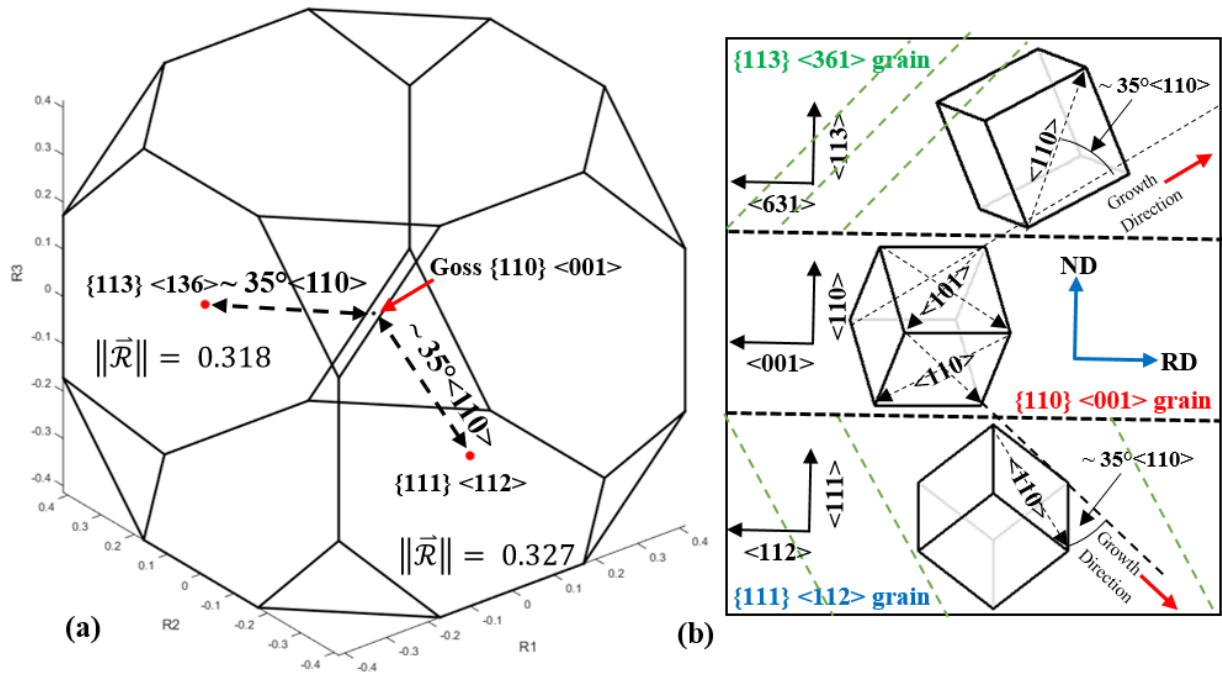 0.4
0.3
0.2
0.1
0
-0.1
-0.2
-0.3
-0.4
R3
0.4
0.3
0.2
0.1
0
-0.1
-0.2
-0.3
-0.4
R2
-0.4
-0.3
-0.2
-0.1
0
0.1
0.2
0.3
0.4
R1
Goss {110} <001>
{113} <136>
~ 35°<110>
‖R⃗‖ = 0.318
~ 35°<110>
{111} <112>
‖R⃗‖ = 0.327
(a)
{113} <361> grain
<113>
<631>
<110>
~ 35°<110>
Growth
Direction
<110>
<001>
<101>
<110>
ND
RD
{110} <001> grain
<111>
<112>
<110>
~ 35°<110>
Growth
Direction
{111} <112> grain
(b)